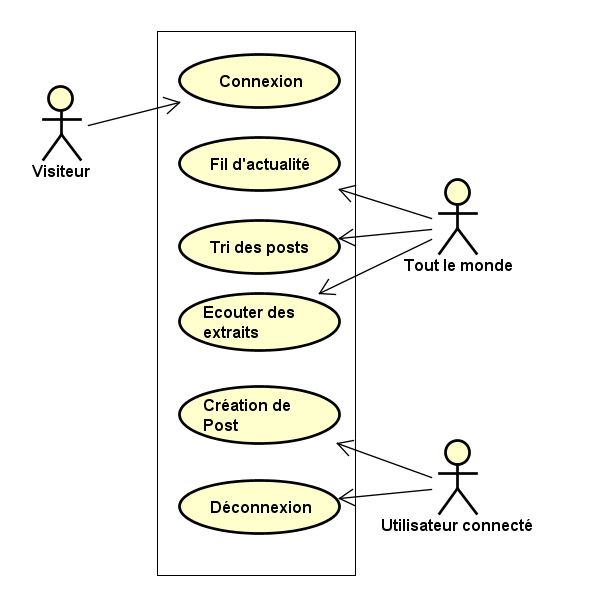 Connexion
Visiteur
Fil d'actualité
Tri des posts
Tout le monde
Ecouter des
extraits
Création de
Post
Déconnexion
Utilisateur connecté